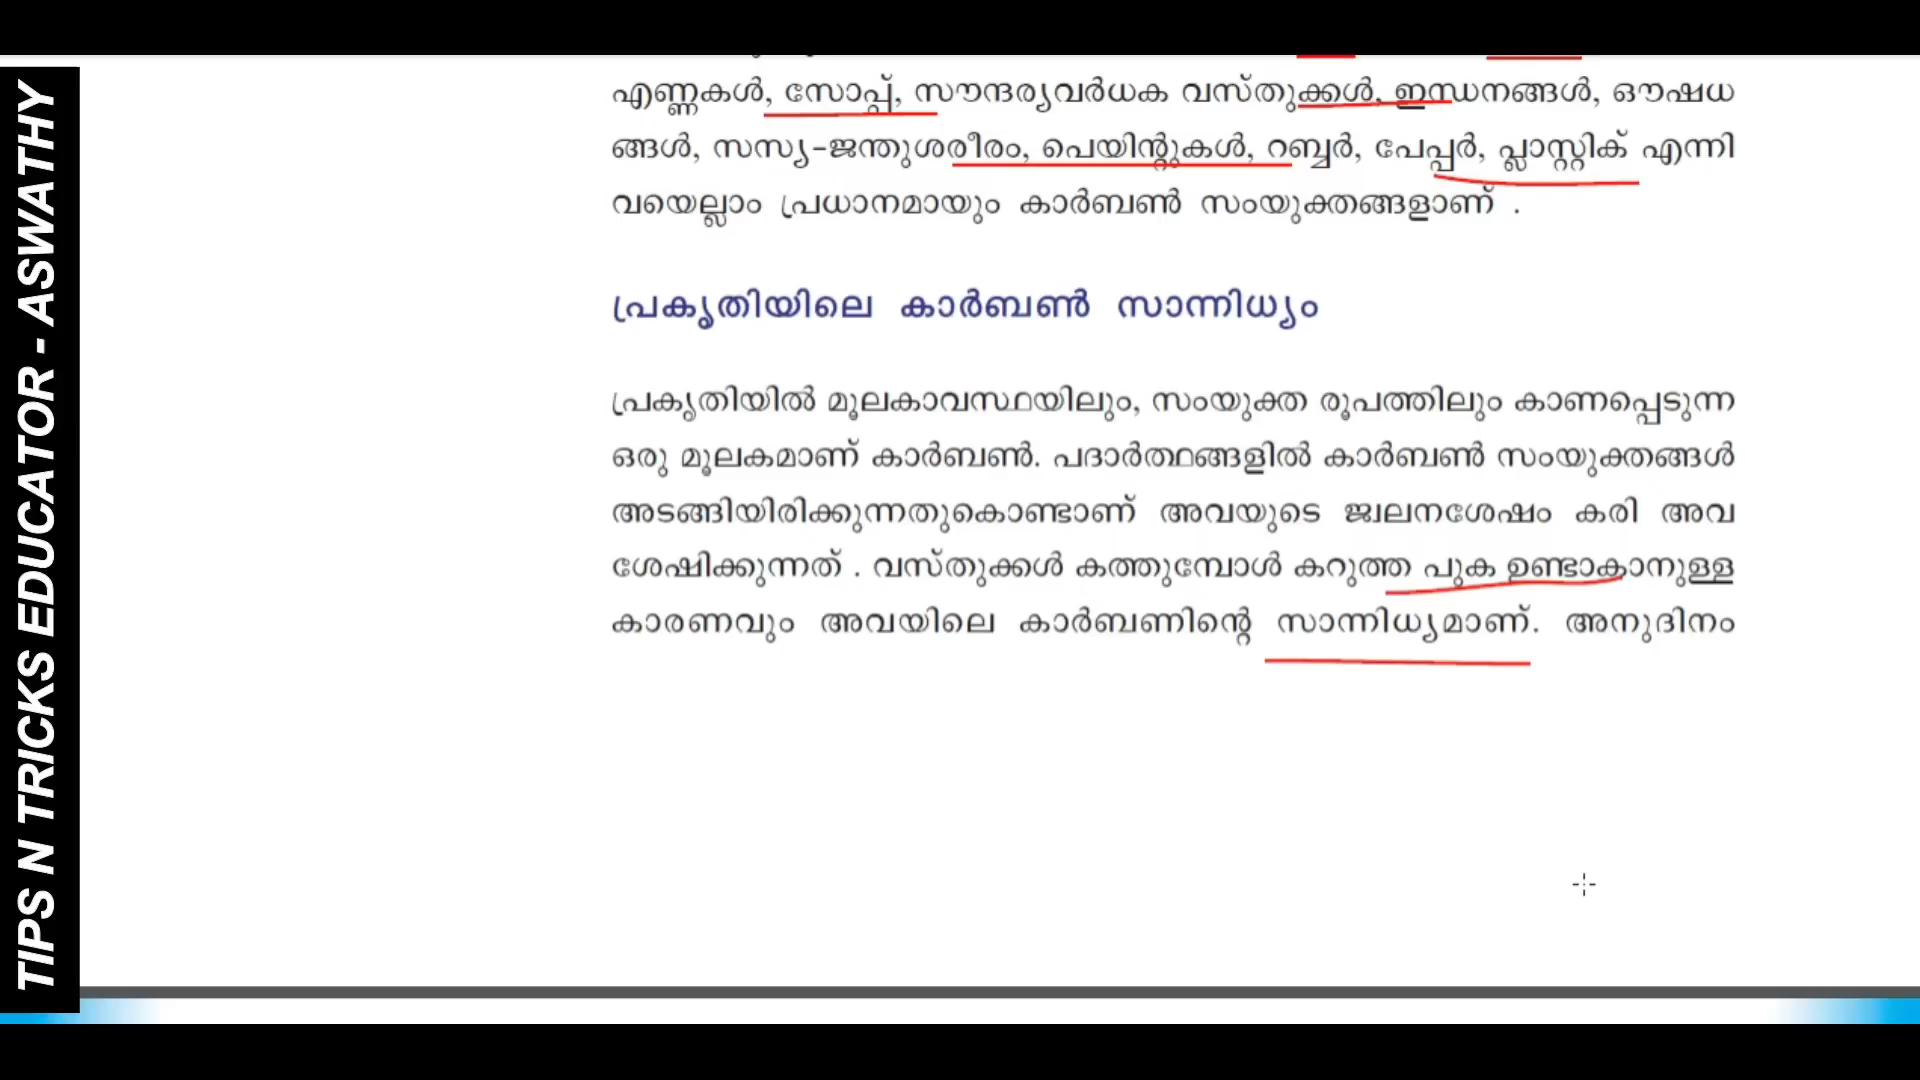 TIPS N TRICKS EDUCATOR - ASWATHY
എണ്ണകൾ, സോപ്പ്, സൗന്ദര്യവർധക വസ്തുക്കൾ, ഇന്ധനങ്ങൾ, ഔഷധ
ങ്ങൾ, സസ്യ-ജന്തുശരീരം, പെയിന്റുകൾ, റബ്ബർ, പേപ്പർ, പ്ലാസ്റ്റിക് എന്നി
വയെല്ലാം പ്രധാനമായും കാർബൺ സംയുക്തങ്ങളാണ് .
പ്രകൃതിയിലെ കാർബൺ സാന്നിധ്യം
പ്രകൃതിയിൽ മൂലകാവസ്ഥയിലും, സംയുക്ത രൂപത്തിലും കാണപ്പെടുന്ന
ഒരു മൂലകമാണ് കാർബൺ. പദാർത്ഥങ്ങളിൽ കാർബൺ സംയുക്തങ്ങൾ
അടങ്ങിയിരിക്കുന്നതുകൊണ്ടാണ് അവയുടെ ജ്വലനശേഷം കരി അവ
ശേഷിക്കുന്നത് . വസ്തുക്കൾ കത്തുമ്പോൾ കറുത്ത പുക ഉണ്ടാകാനുള്ള
കാരണവും അവയിലെ കാർബണിന്റെ സാന്നിധ്യമാണ്. അനുദിനം